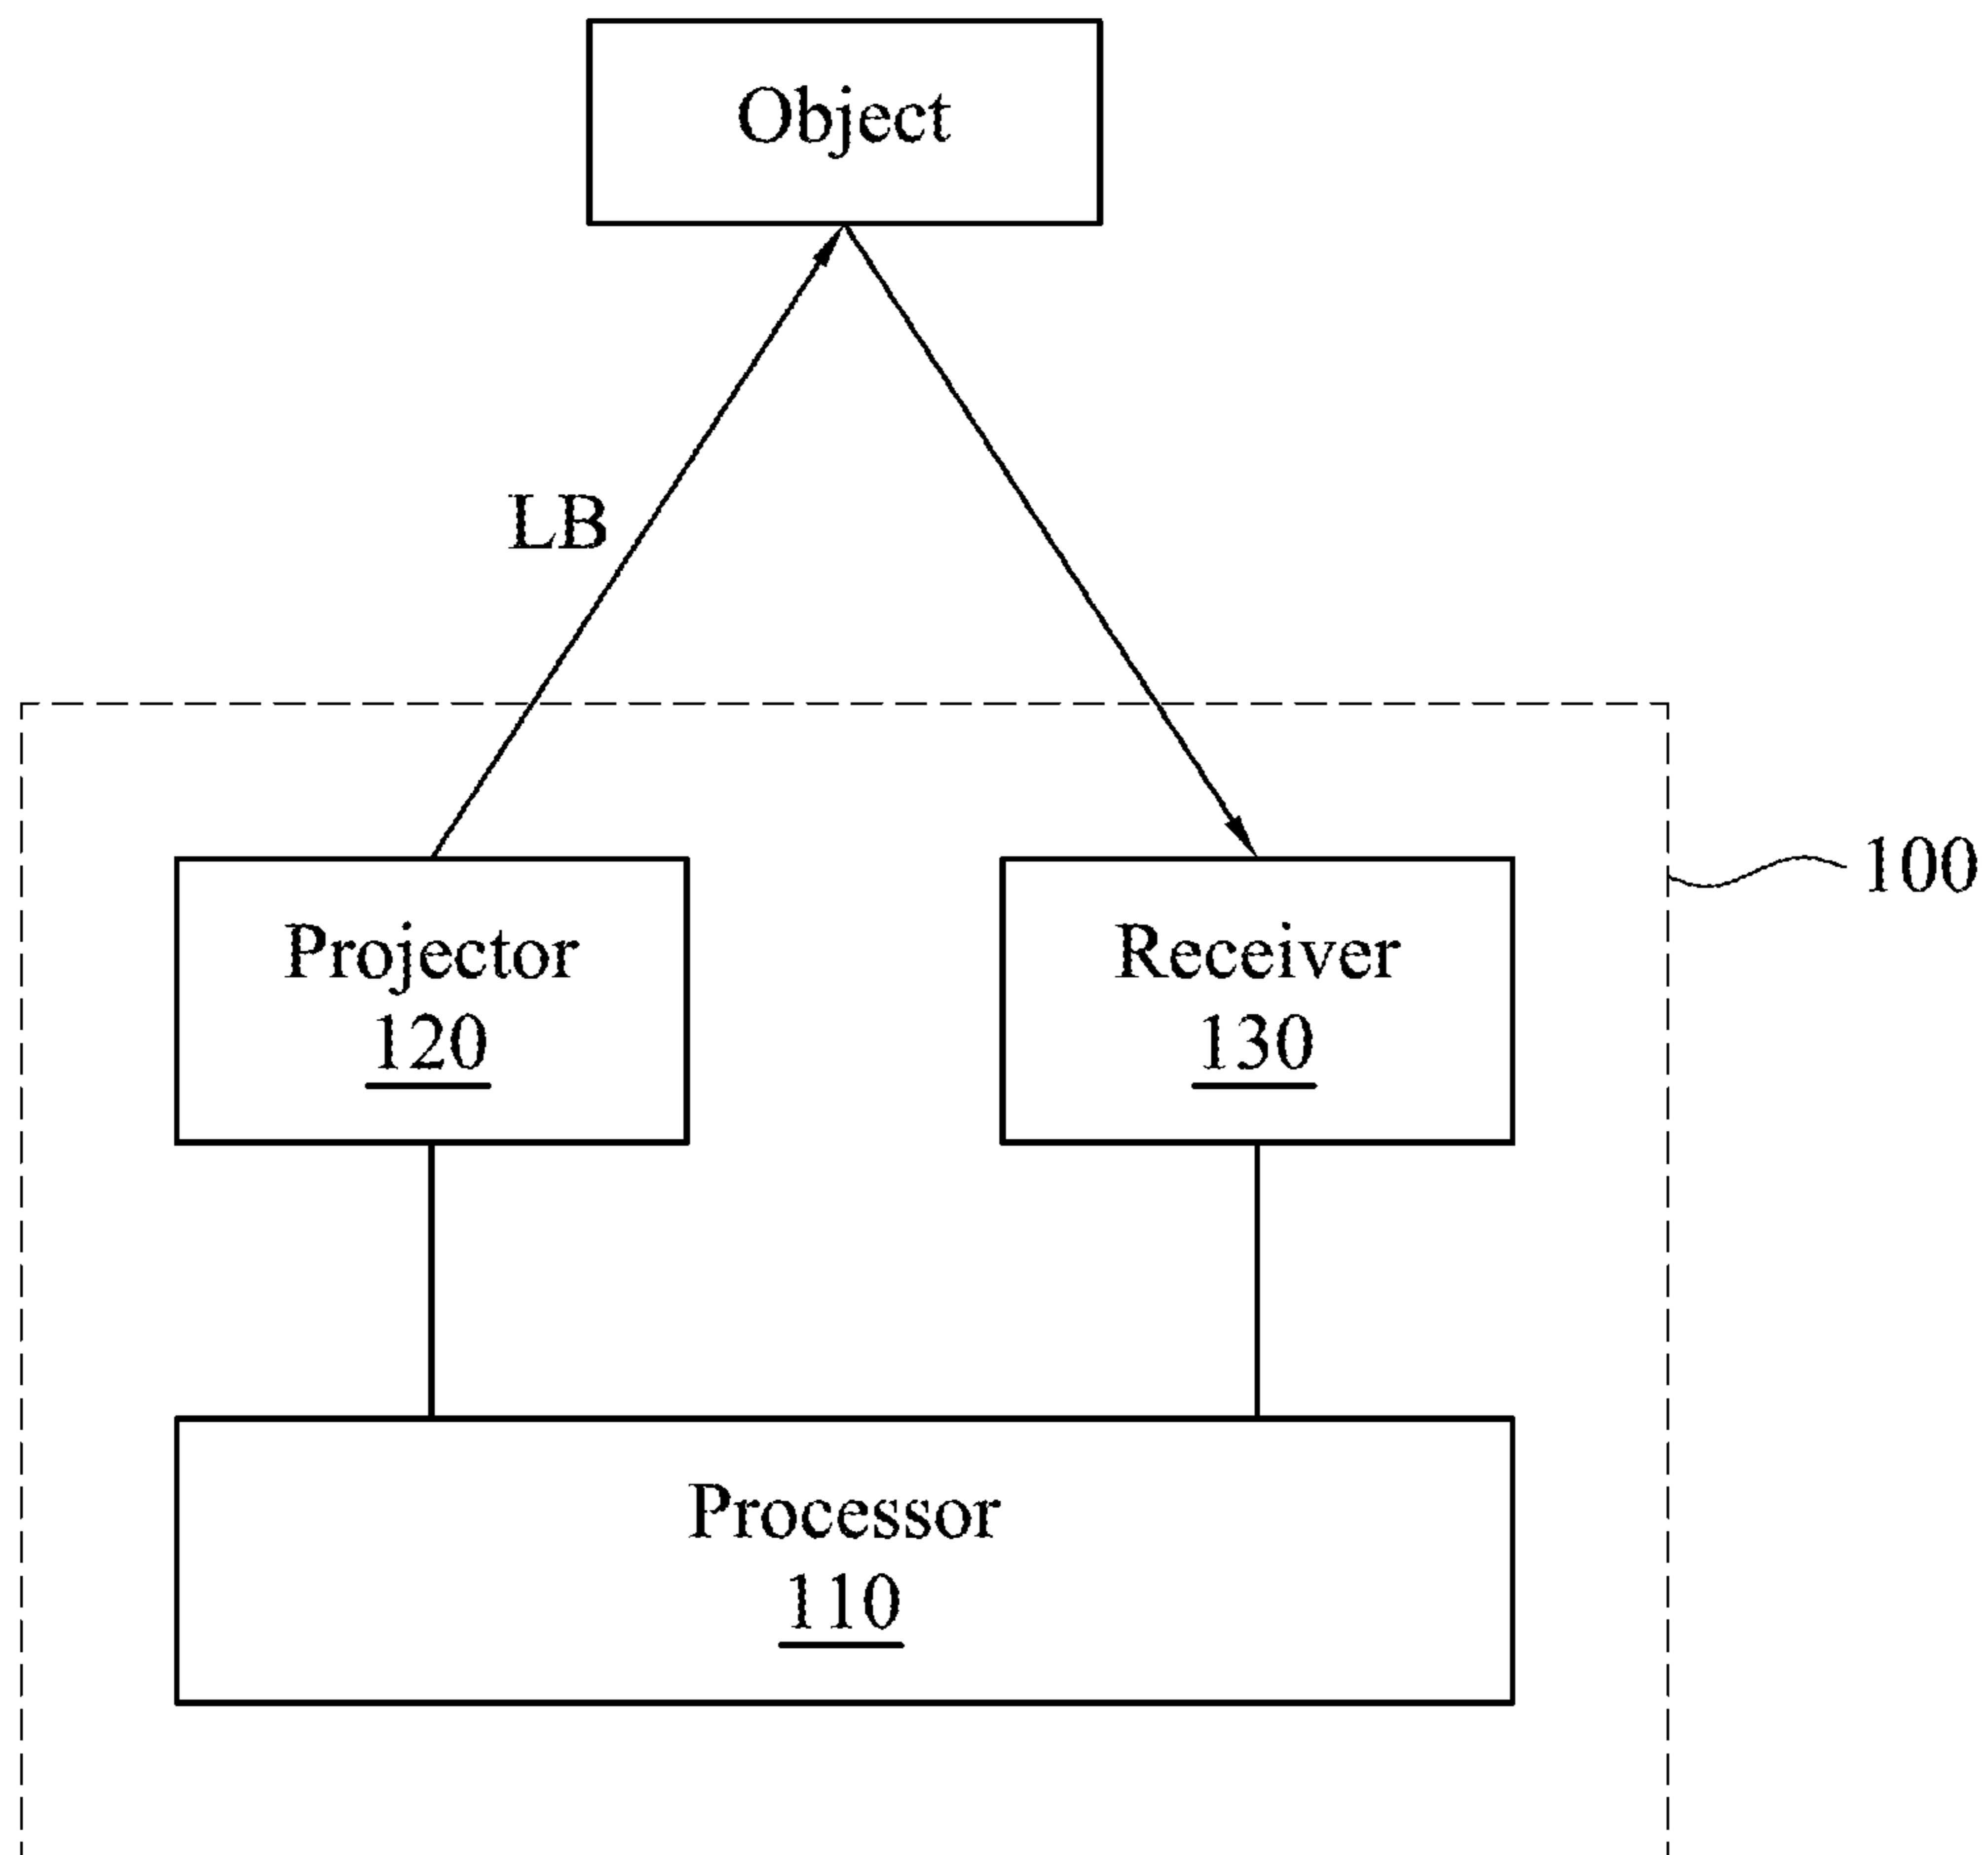 Object
LB
100
Projector
120
Receiver
130
Processor
110